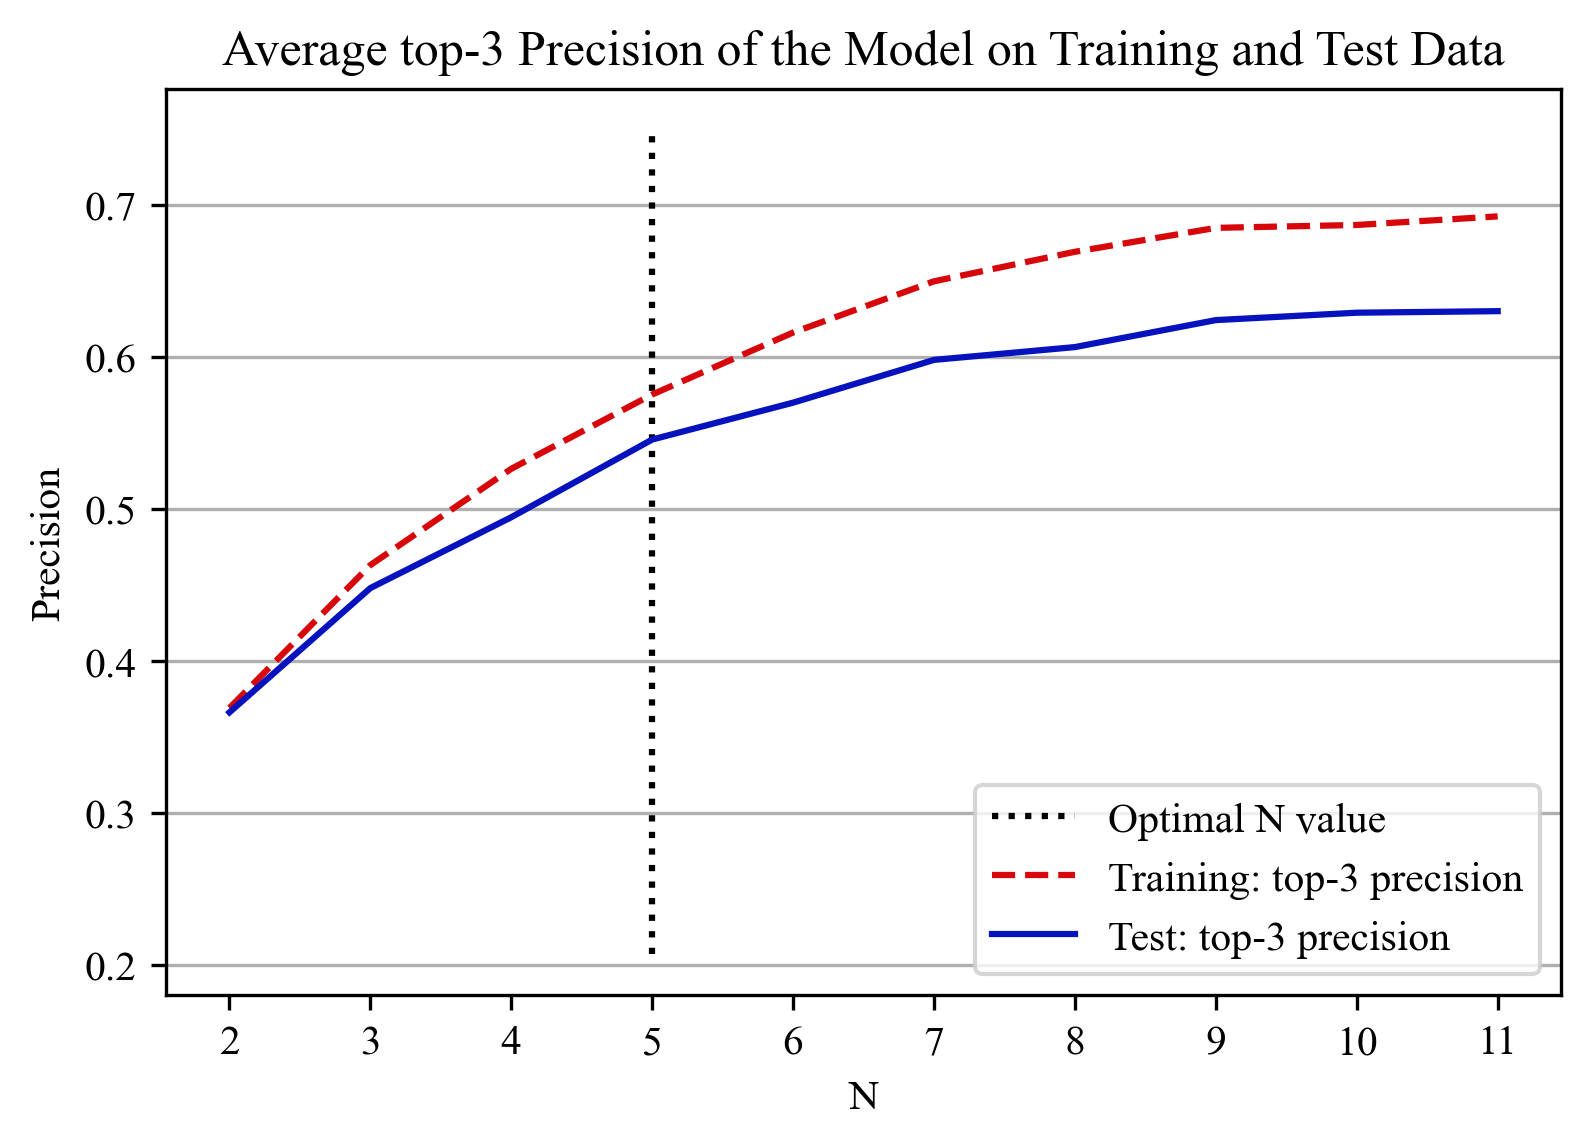 Average top-3 Precision of the Model on Training and Test Data
0.7
0.6
0.5
0.4
0.3
0.2
Precision
Optimal N value
Training: top-3 precision
Test: top-3 precision
2 3 4 5 6 7 8 9 10 11
N